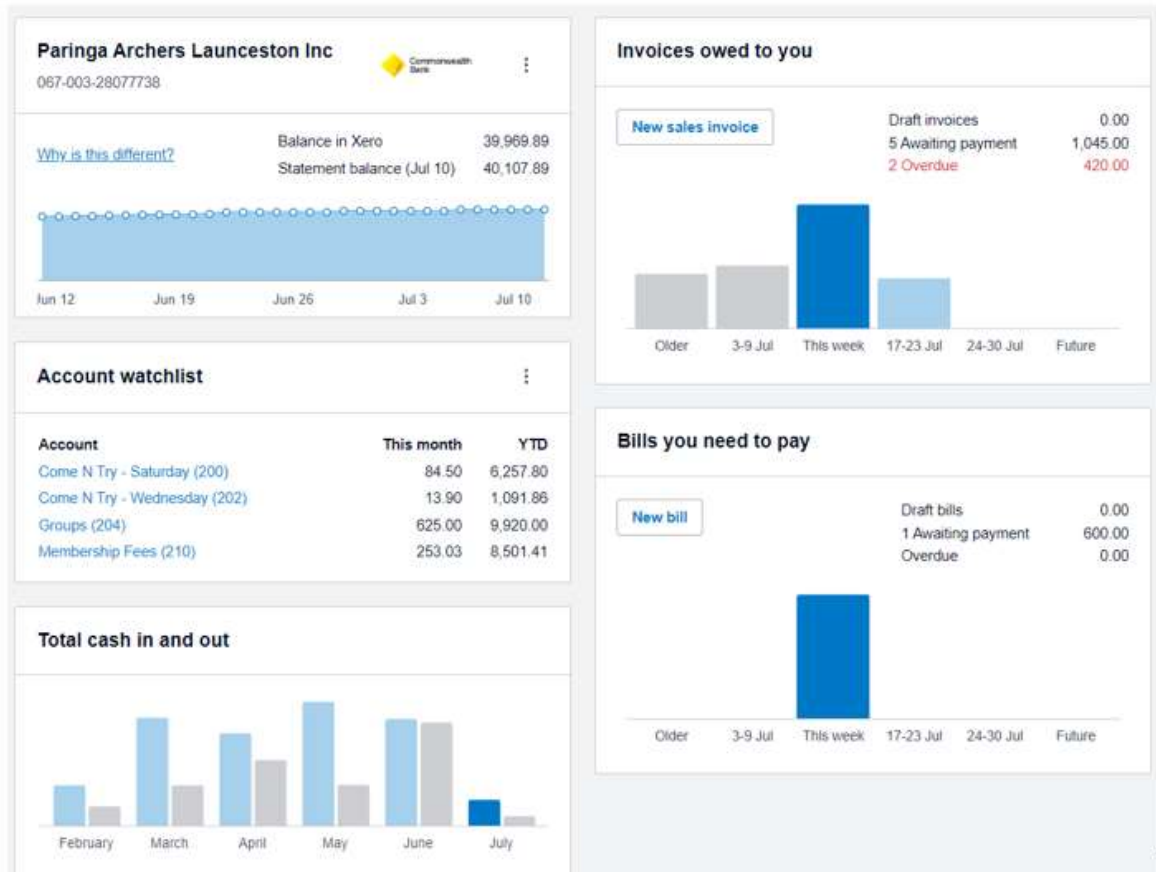 Paringa Archers Launceston Inc
Commonwealth
Bank
067-003-28077738
Why is this different?
Balance in Xero 39,969.89
Statement balance (Jul 10) 40,107.89
Jun 12 Jun 19 Jun 26 Jul 3 Jul 10
Account watchlist
Account This month YTD
Come N Try - Saturday (200) 84.50 6,257.80
Come N Try - Wednesday (202) 13.90 1,091.86
Groups (204) 625.00 9,920.00
Membership Fees (210) 253.03 8,501.41
Total cash in and out
February March April May June July
Invoices owed to you
New sales invoice
Draft invoices 0.00
5 Awaiting payment 1,045.00
2 Overdue 420.00
Older 3-9 Jul This week 17-23 Jul 24-30 Jul Future
Bills you need to pay
New bill
Draft bills 0.00
1 Awaiting payment 600.00
Overdue 0.00
Older 3-9 Jul This week 17-23 Jul 24-30 Jul Future